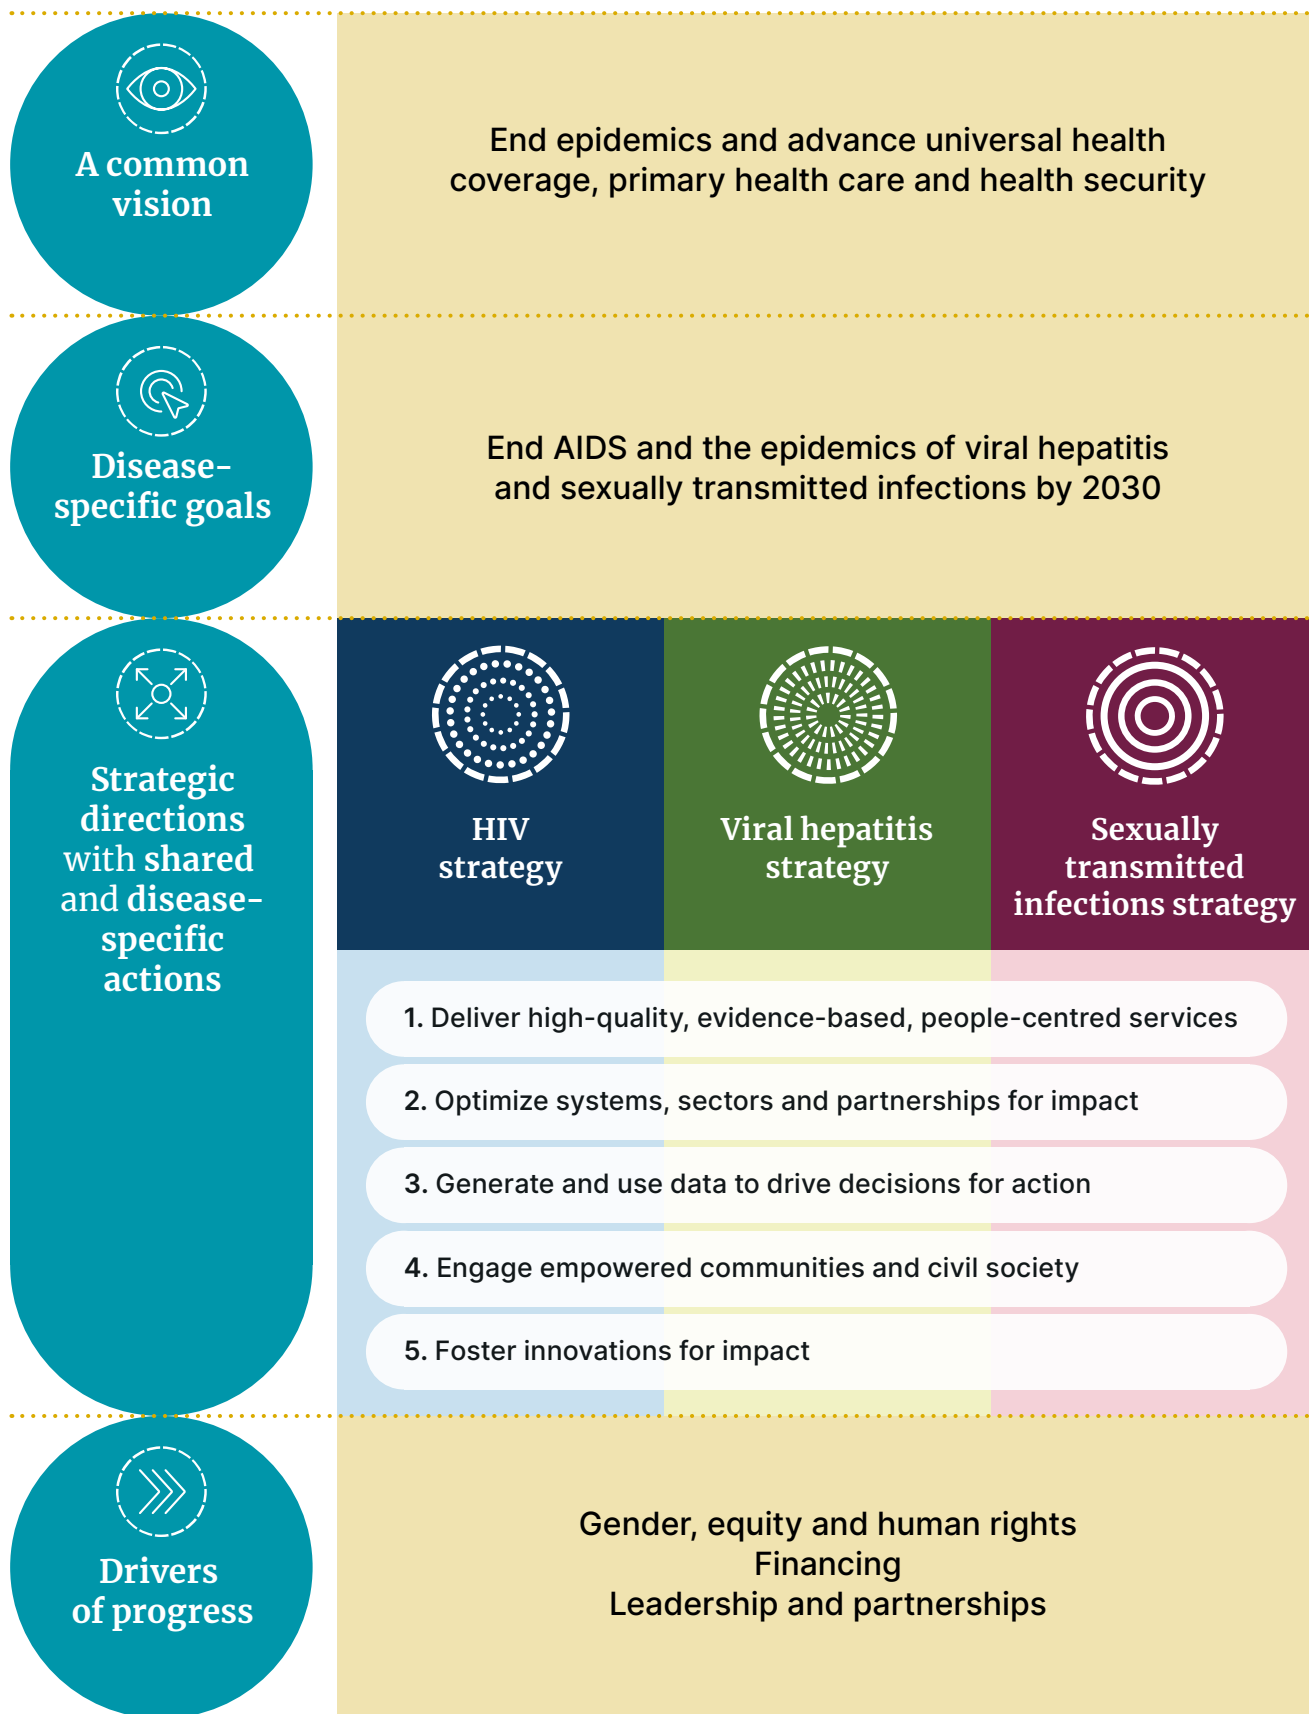 A common
vision
End epidemics and advance universal health
coverage, primary health care and health security
Disease-
specific goals
End AIDS and the epidemics of viral hepatitis
and sexually transmitted infections by 2030
Strategic
directions
with shared
and disease-
specific
actions
HIV
strategy
Viral hepatitis
strategy
Sexually
transmitted
infections strategy
1. Deliver high-quality, evidence-based, people-centred services
2. Optimize systems, sectors and partnerships for impact
3. Generate and use data to drive decisions for action
4. Engage empowered communities and civil society
5. Foster innovations for impact
Drivers
of progress
Gender, equity and human rights
Financing
Leadership and partnerships